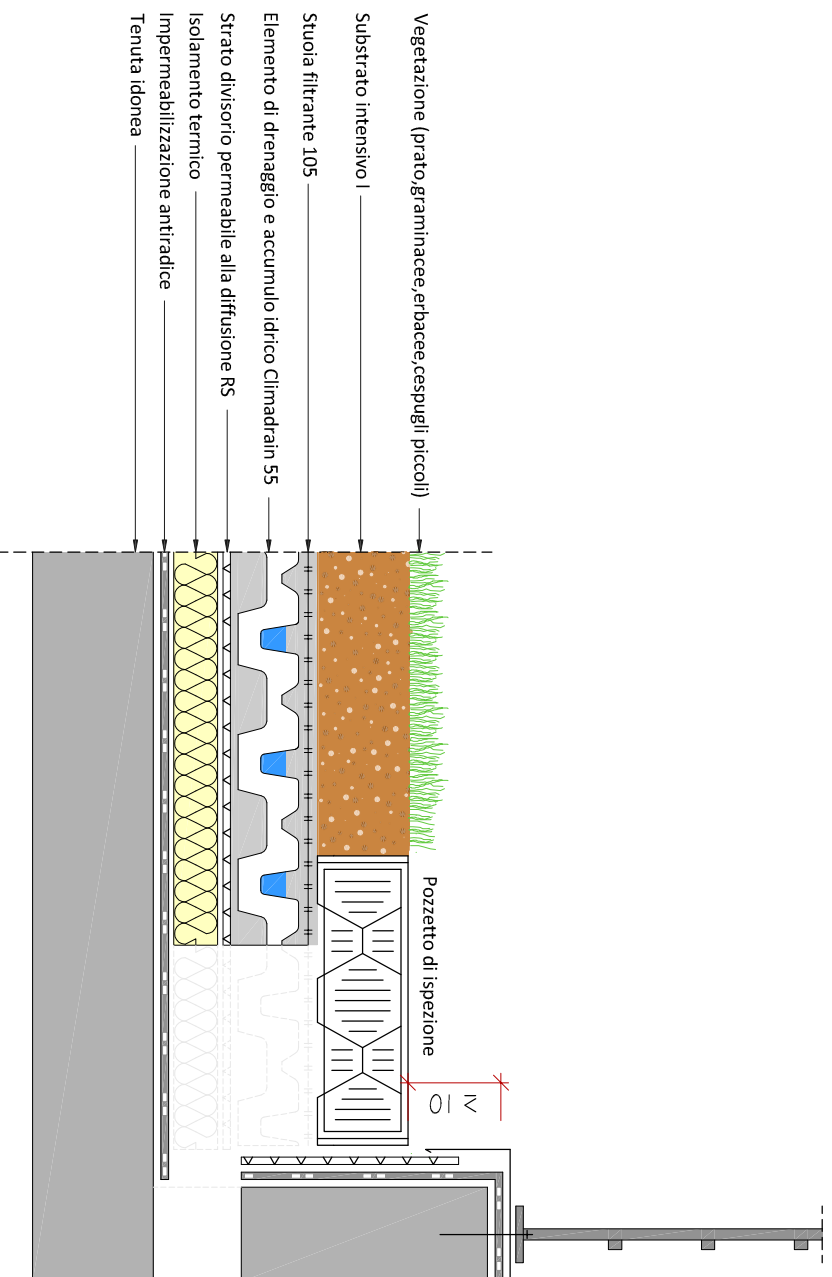 Vegetazione (prato,graminacee,erbacee,cespugli piccoli)
Substrato intensivo I
Stuoia filtrante 105
Elemento di drenaggio e accumulo idrico Climadrain 55
Strato divisorio permeabile alla diffusione RS
Isolamento termico
Impermeabilizzazione antiradice
Tenuta idonea
Pozzetto di ispezione
≥ 10